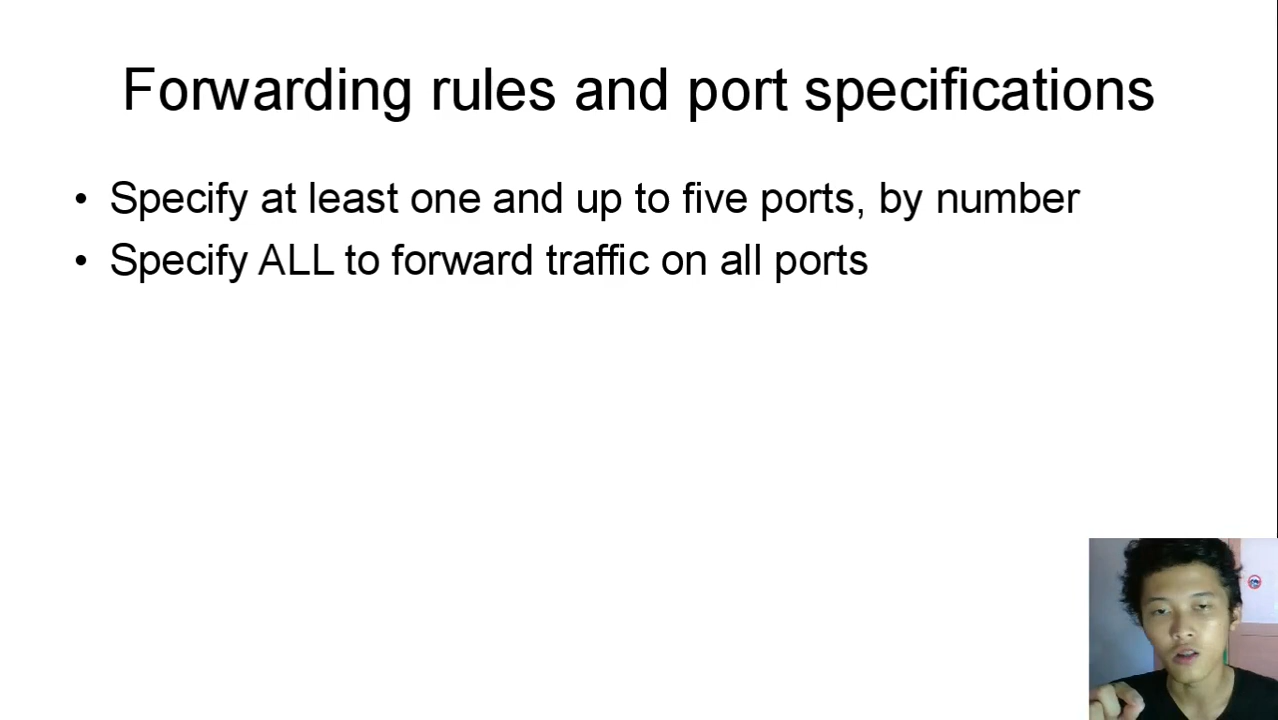 Forwarding rules and port specifications
• Specify at least one and up to five ports, by number
• Specify ALL to forward traffic on all ports